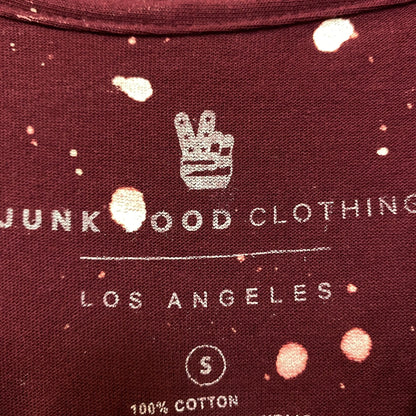 JUNK FOOD CLOTHING
LOS ANGELES
S
100% COTTON